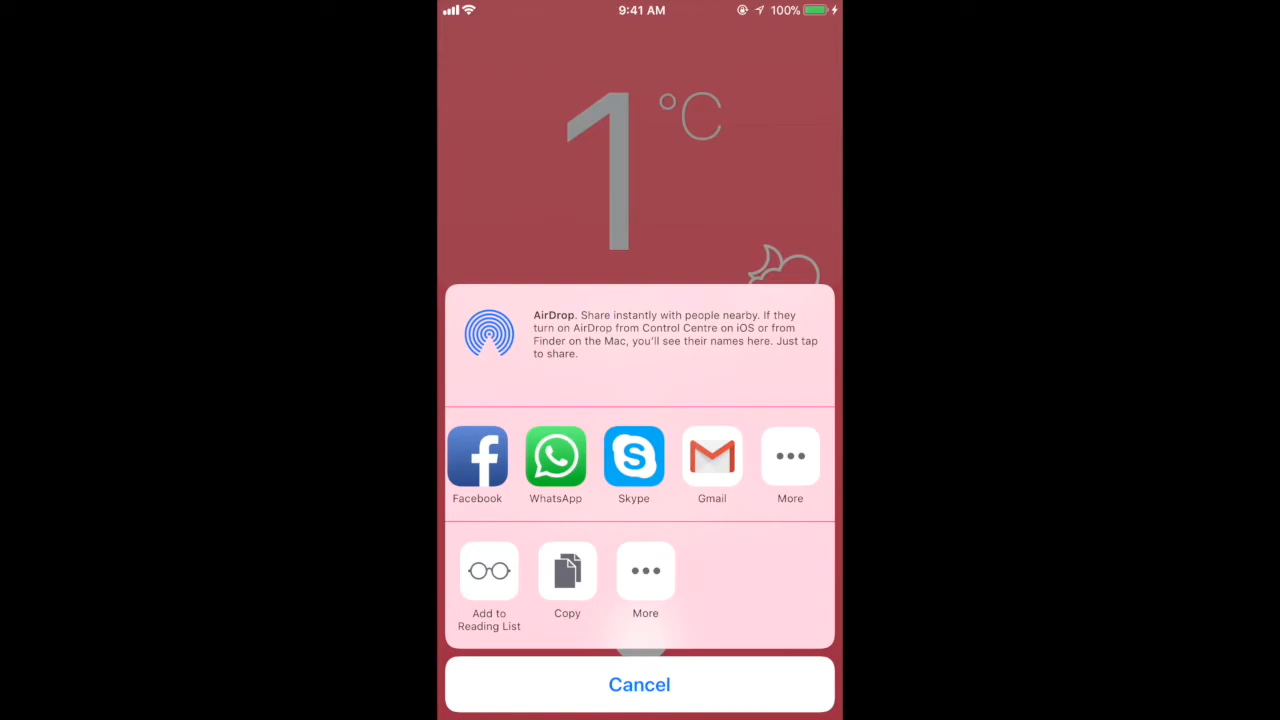 9:41 AM
100%
1°C
AirDrop. Share instantly with people nearby. If they
turn on AirDrop from Control Centre on iOS or from
Finder on the Mac, you'll see their names here. Just tap
to share.
Facebook
WhatsApp
Skype
Gmail
More
Add to
Reading List
Copy
More
Cancel